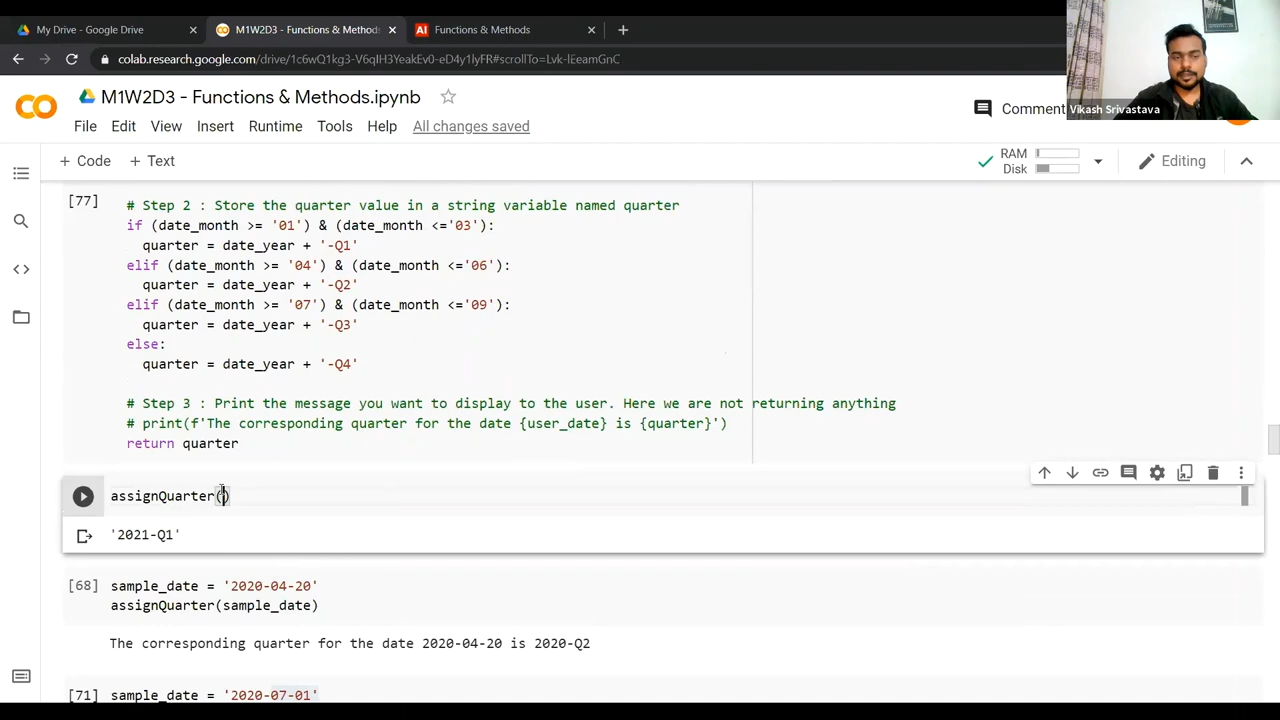 My Drive - Google Drive
M1W2D3 - Functions & Methods
AI Functions & Methods
colab.research.google.com/drive/1c6wQ1kg3-V6qIH3YeakEv0-eD4y1lyFR#scrollTo=Lvk-lEeamGnC
Vikash Srivastava
CO
M1W2D3 - Functions & Methods.ipynb
Comment
File Edit View Insert Runtime Tools Help All changes saved
+ Code + Text
RAM
Disk
Editing
[77]
# Step 2 : Store the quarter value in a string variable named quarter
if (date_month >= '01') & (date_month <='03'):
quarter = date_year + '-Q1'
elif (date_month >= '04') & (date_month <='06'):
quarter = date_year + '-Q2'
elif (date_month >= '07') & (date_month <='09'):
quarter = date_year + '-Q3'
else:
quarter = date_year + '-Q4'
# Step 3 : Print the message you want to display to the user. Here we are not returning anything
# print(f'The corresponding quarter for the date {user_date} is {quarter}')
return quarter
assignQuarter()
'2021-Q1'
[68] sample_date = '2020-04-20'
assignQuarter(sample_date)
The corresponding quarter for the date 2020-04-20 is 2020-Q2
[71] sample_date = '2020-07-01'